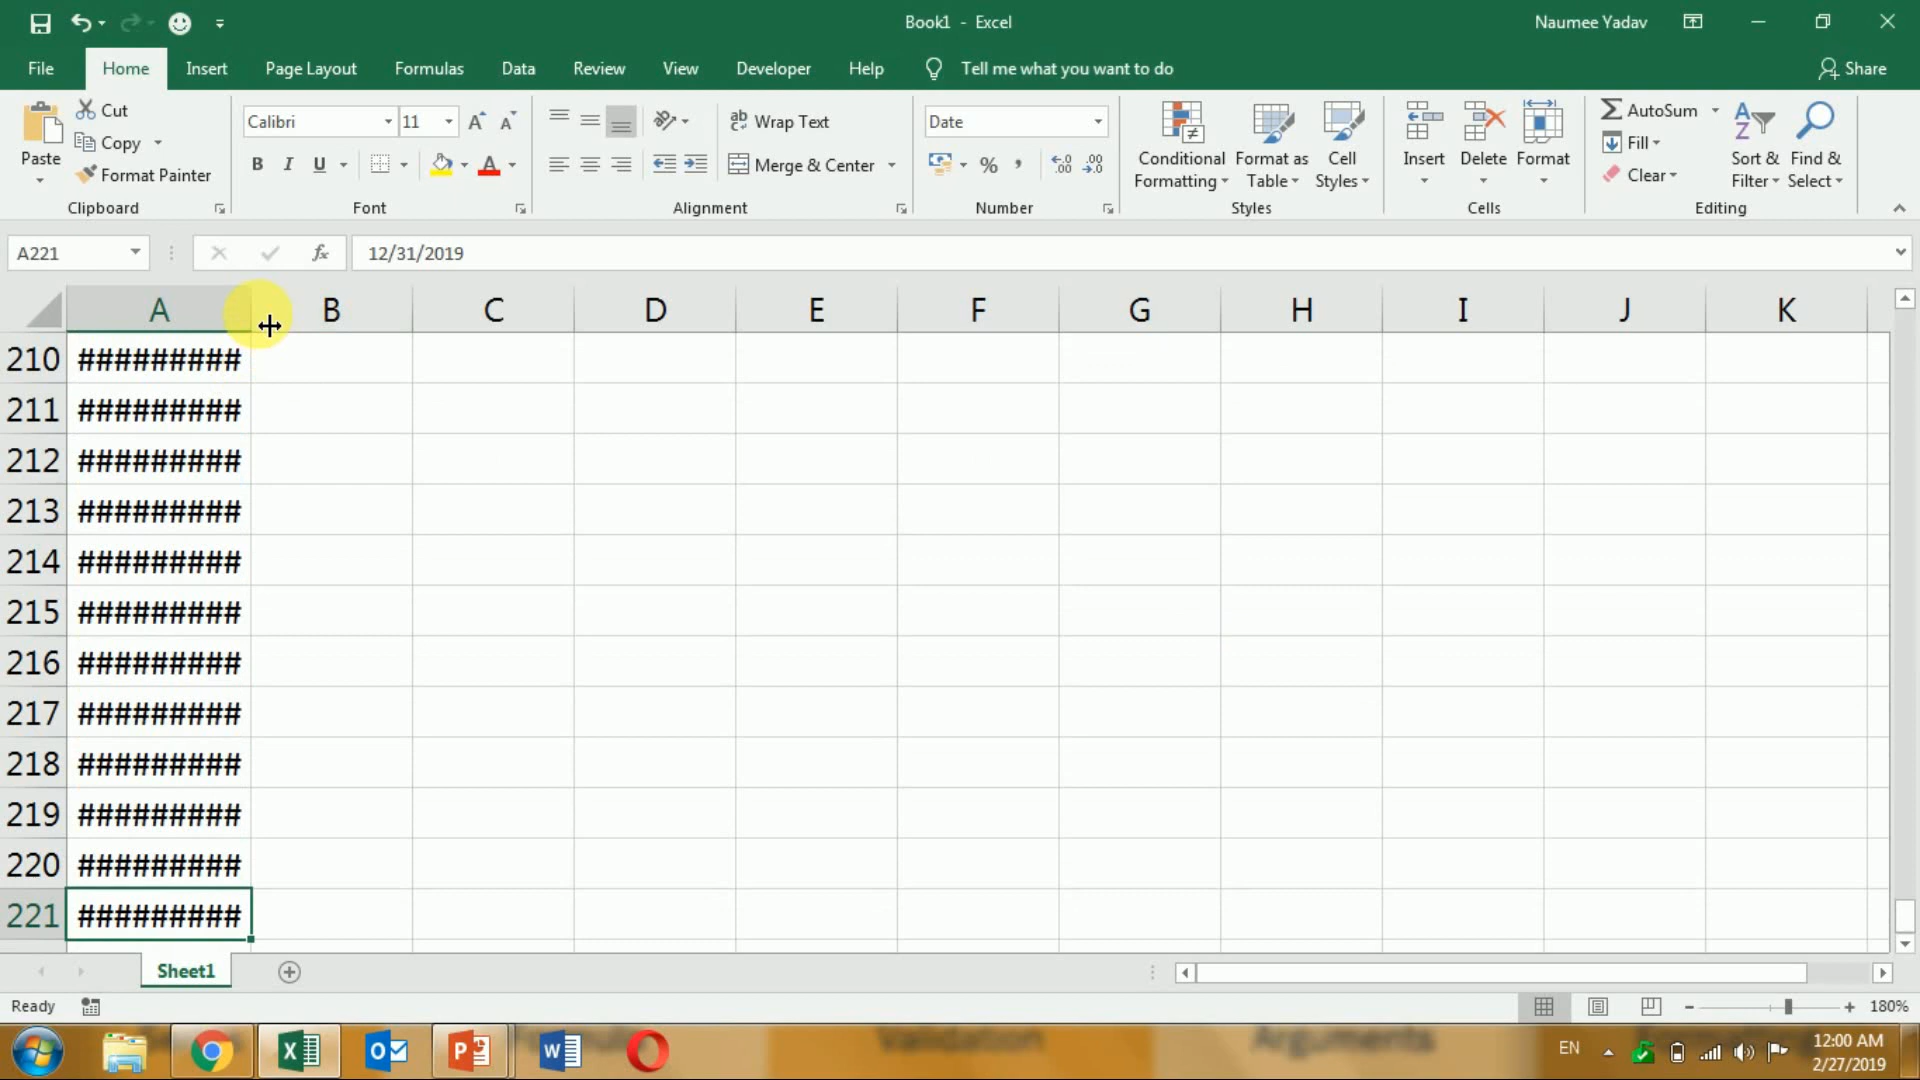 Book1 - Excel
Naumee Yadav
File Home Insert Page Layout Formulas Data Review View Developer Help Tell me what you want to do Share
Paste
Cut
Copy
Format Painter
Clipboard
Calibri 11
B I U
Font
Wrap Text
Merge & Center
Alignment
Date
%
Number
Conditional Formatting
Format as Table
Cell Styles
Styles
Insert
Delete
Format
Cells
AutoSum
Fill
Clear
Sort & Filter
Find & Select
Editing
A221 fx 12/31/2019
A B C D E F G H I J K
210 #########
211 #########
212 #########
213 #########
214 #########
215 #########
216 #########
217 #########
218 #########
219 #########
220 #########
221 #########
Sheet1
Ready
180%
Validation
Arguments
EN
12:00 AM
2/27/2019